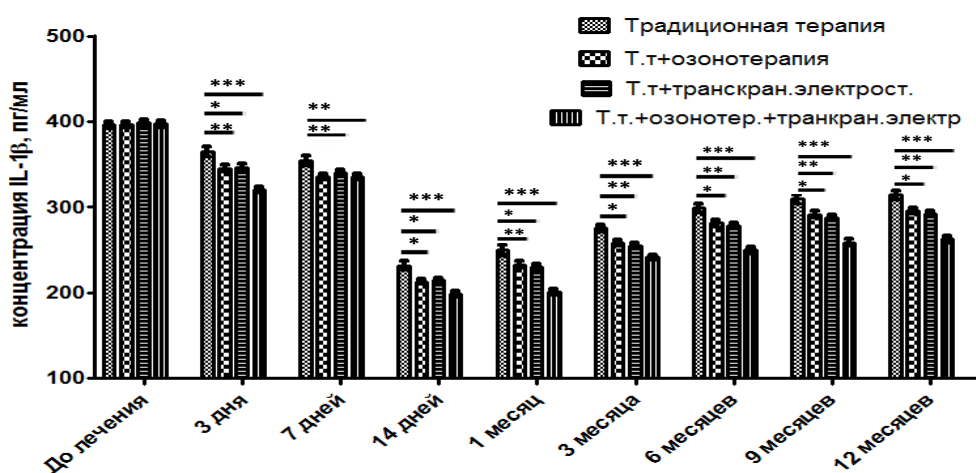 500
400
300
200
100
концентрация IL-1β, пг/мл
Традиционная терапия
Т.т+озонотерапия
Т.т+транскран.электрост.
Т.т.+озонотер.+транкран.электр
***
*
**
**
**
***
*
*
***
*
**
***
**
*
***
**
*
***
**
*
***
**
*
До лечения
3 дня
7 дней
14 дней
1 месяц
3 месяца
6 месяцев
9 месяцев
12 месяцев